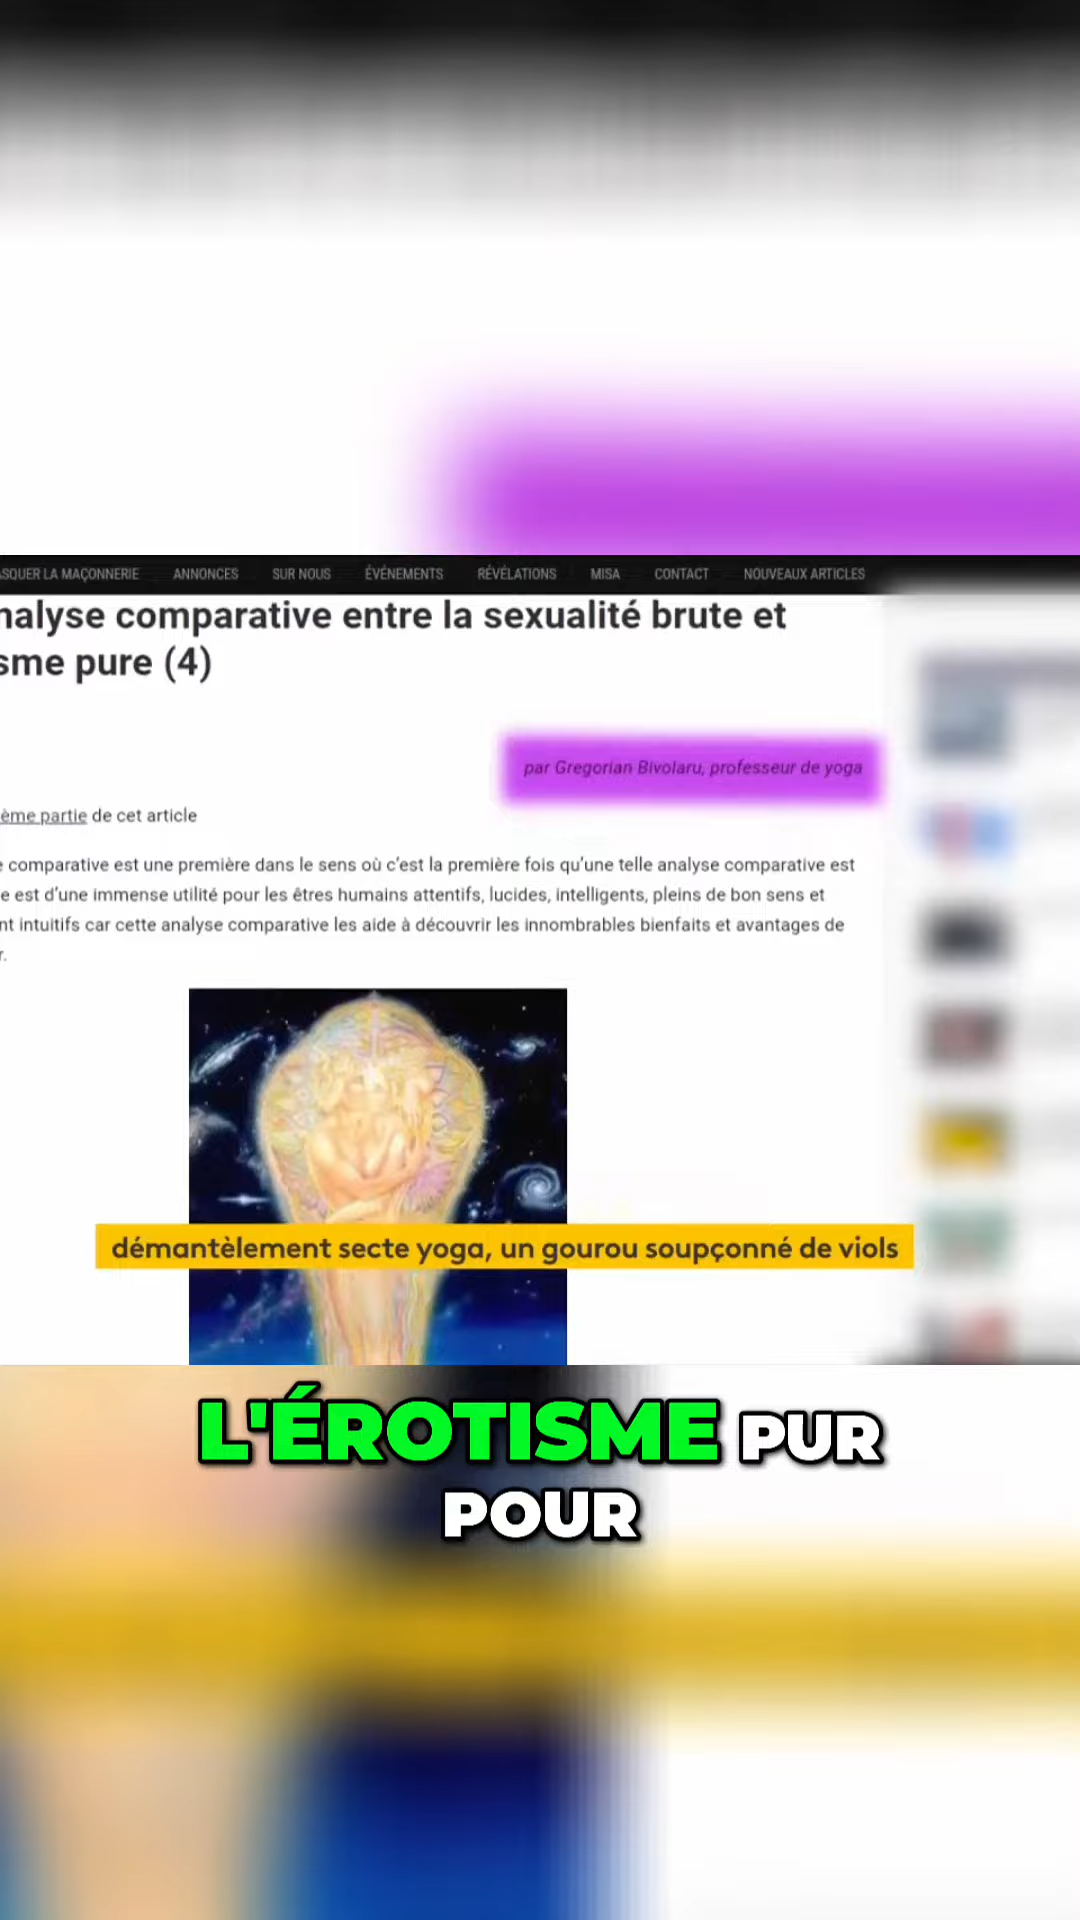 ASQUER LA MAÇONNERIE ANNONCES SUR NOUS ÉVÉNEMENTS RÉVÉLATIONS MISA CONTACT NOUVEAUX ARTICLES
nalyse comparative entre la sexualité brute et
sme pure (4)
par Gregorian Bivolaru, professeur de yoga
ème partie de cet article
e comparative est une première dans le sens où c'est la première fois qu'une telle analyse comparative est
e est d'une immense utilité pour les êtres humains attentifs, lucides, intelligents, pleins de bon sens et
nt intuitifs car cette analyse comparative les aide à découvrir les innombrables bienfaits et avantages de
r.
démantèlement secte yoga, un gourou soupçonné de viols
L'ÉROTISME PUR
POUR